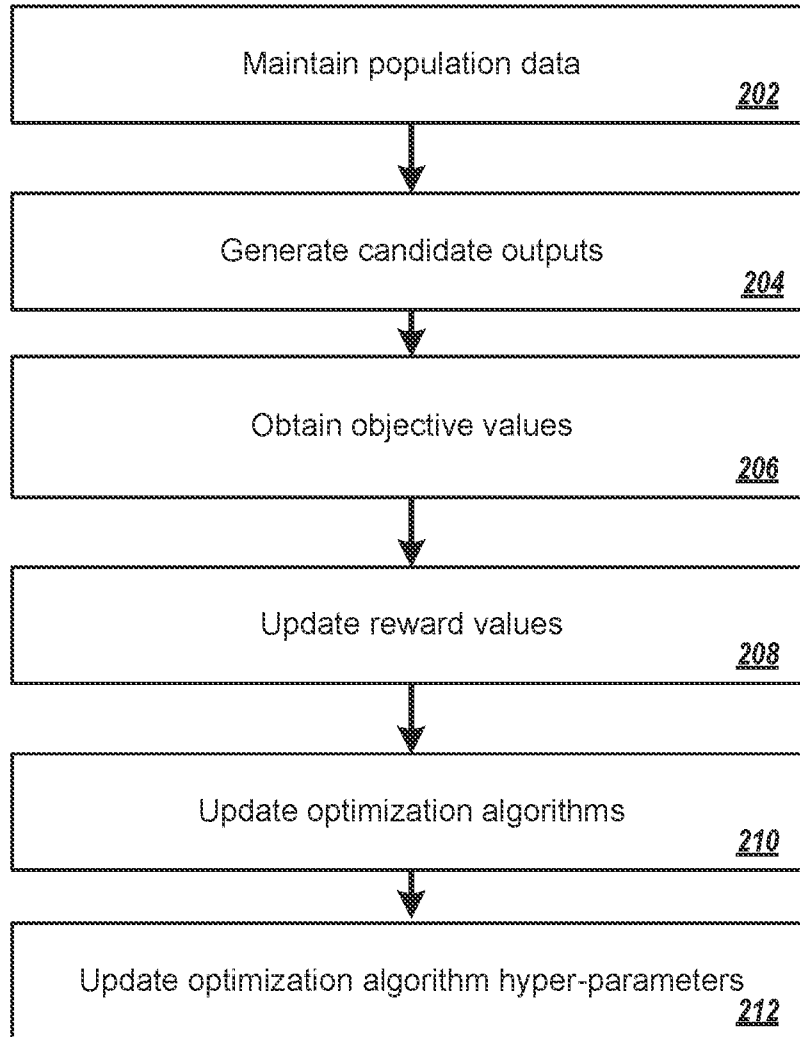 Maintain population data
202
Generate candidate outputs
204
Obtain objective values
206
Update reward values
208
Update optimization algorithms
210
Update optimization algorithm hyper-parameters
212